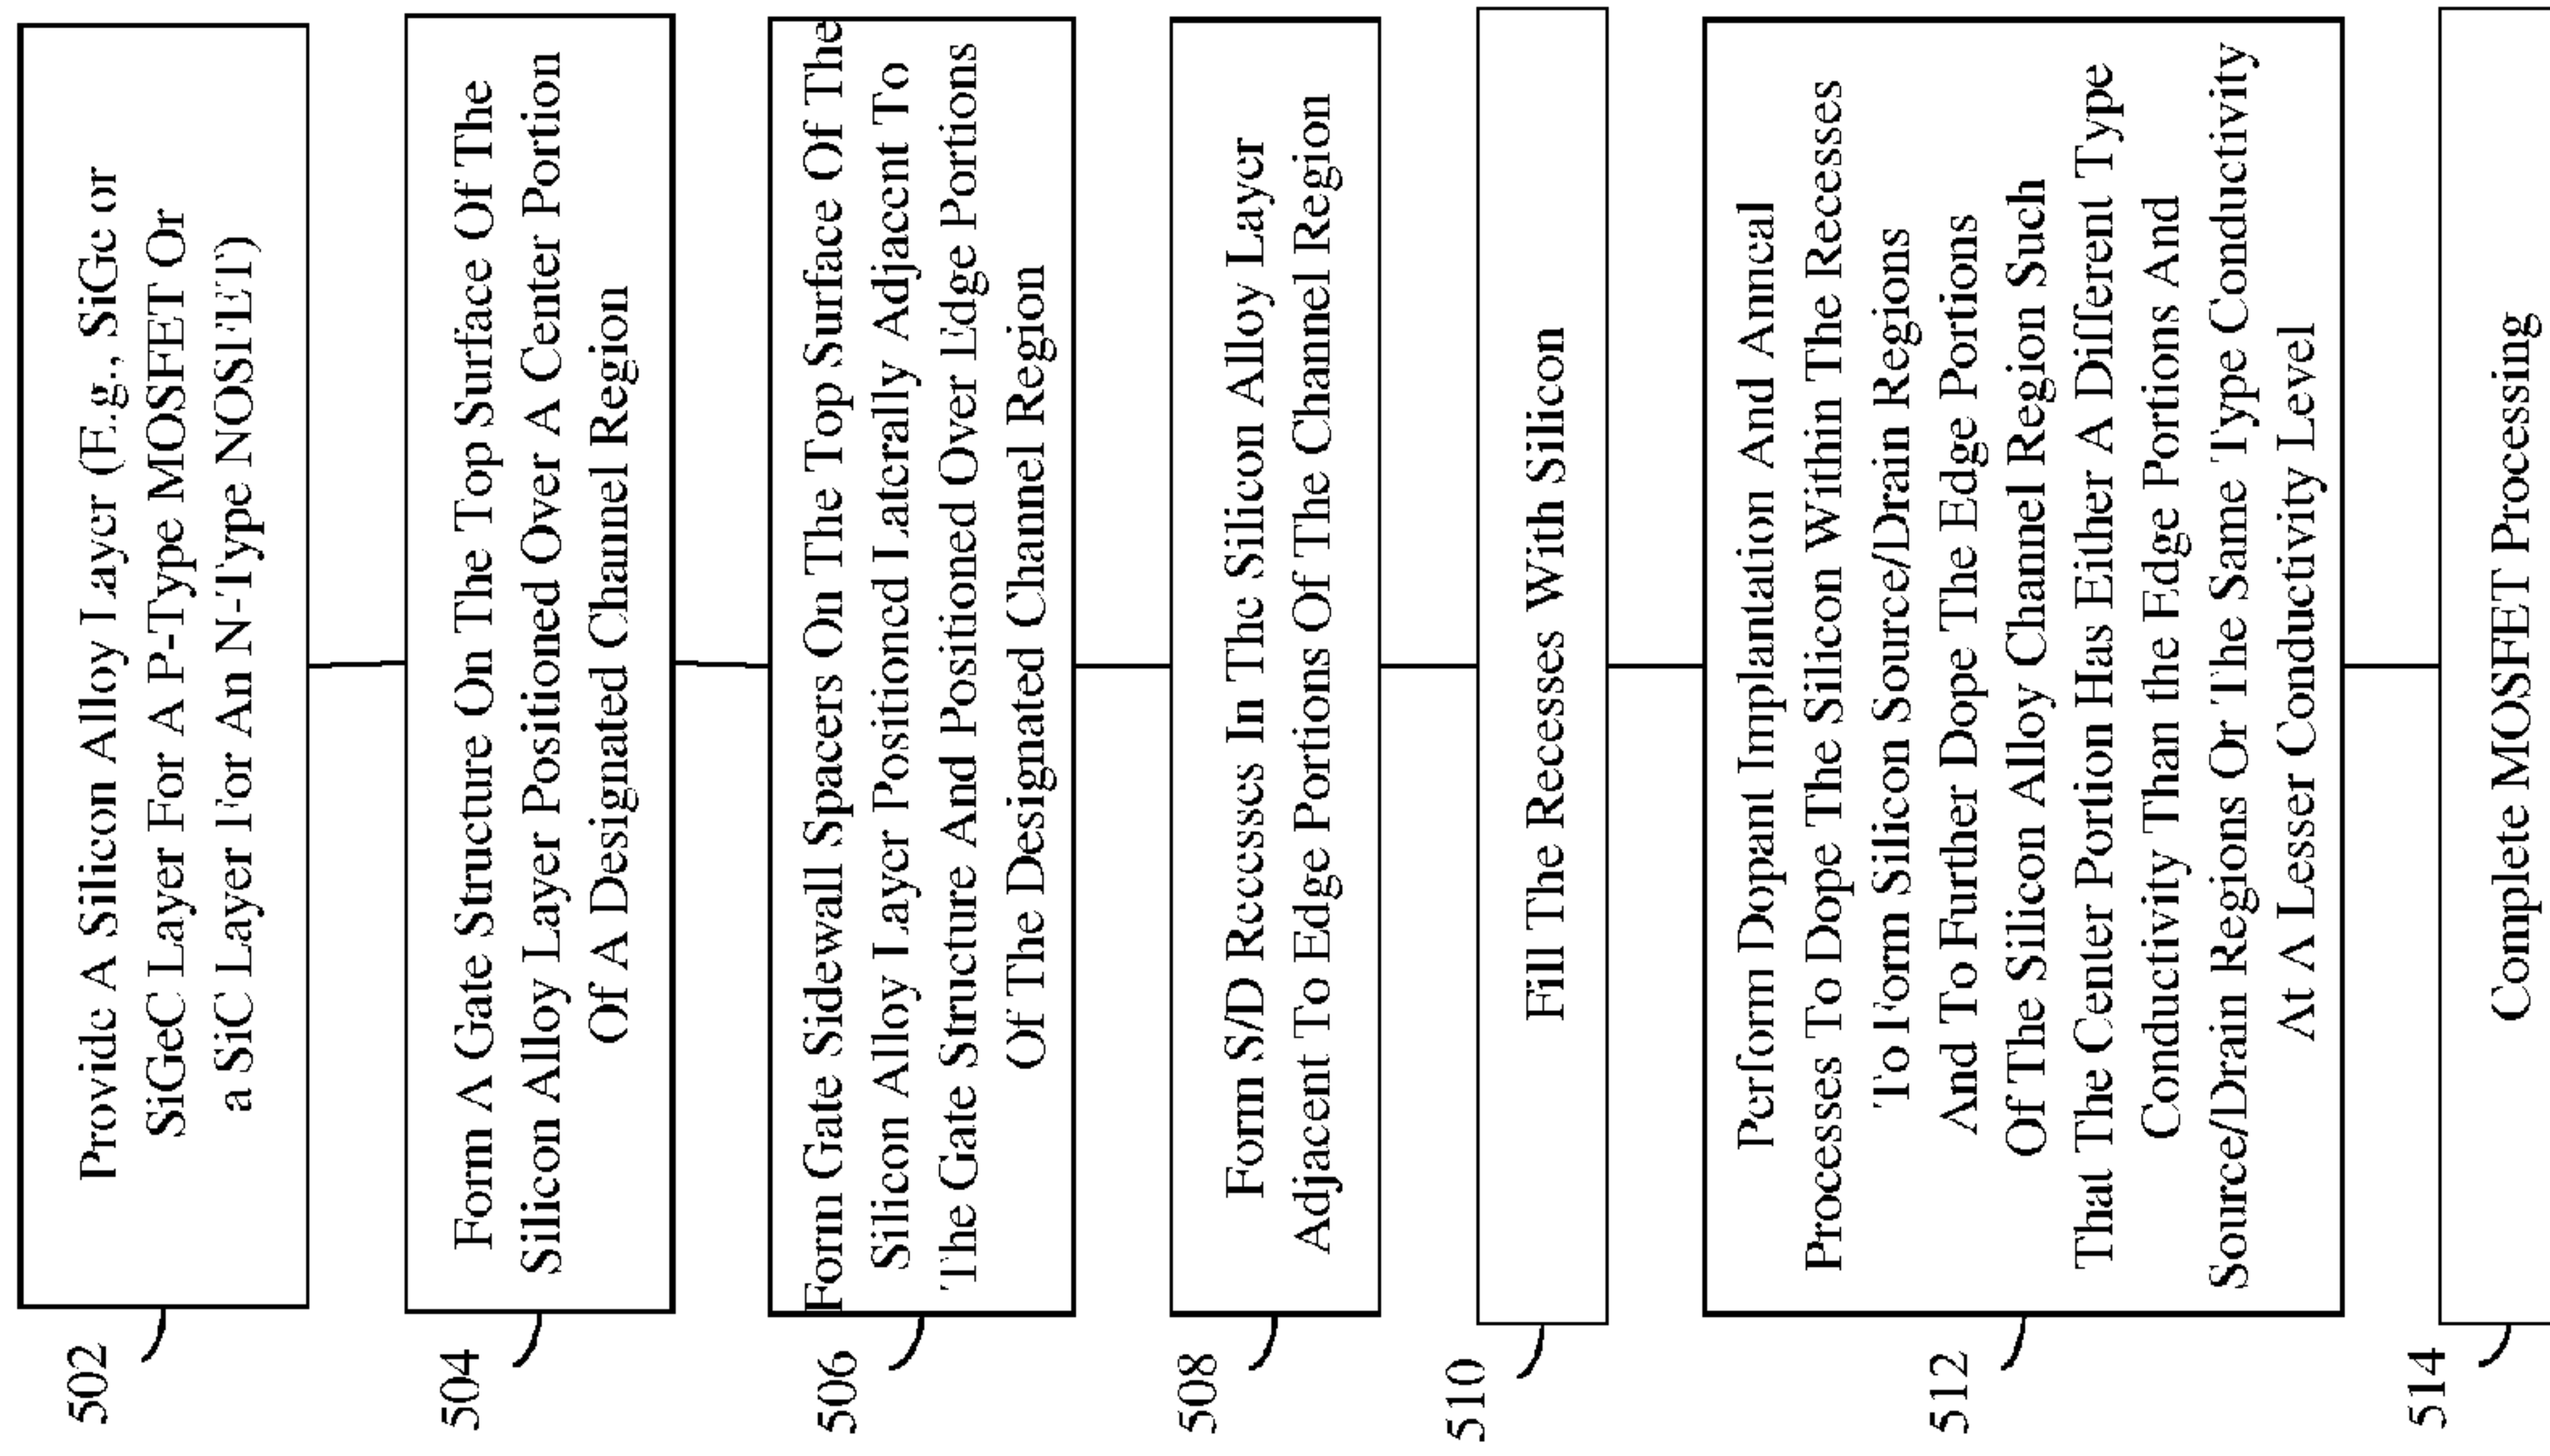 502
Provide A Silicon Alloy Layer (E.g., SiGe or
SiGeC Layer For A P-Type MOSFET Or
a SiC Layer For An N-Type NOSFET)
504
Form A Gate Structure On The Top Surface Of The
Silicon Alloy Layer Positioned Over A Center Portion
Of A Designated Channel Region
506
Form Gate Sidewall Spacers On The Top Surface Of The
Silicon Alloy Layer Positioned Laterally Adjacent To
The Gate Structure And Positioned Over Edge Portions
Of The Designated Channel Region
508
Form S/D Recesses In The Silicon Alloy Layer
Adjacent To Edge Portions Of The Channel Region
510
Fill The Recesses With Silicon
512
Perform Dopant Implantation And Anneal
Processes To Dope The Silicon Within The Recesses
To Form Silicon Source/Drain Regions
And To Further Dope The Edge Portions
Of The Silicon Alloy Channel Region Such
That The Center Portion Has Either A Different Type
Conductivity Than the Edge Portions And
Source/Drain Regions Or The Same Type Conductivity
At A Lesser Conductivity Level
514
Complete MOSFET Processing